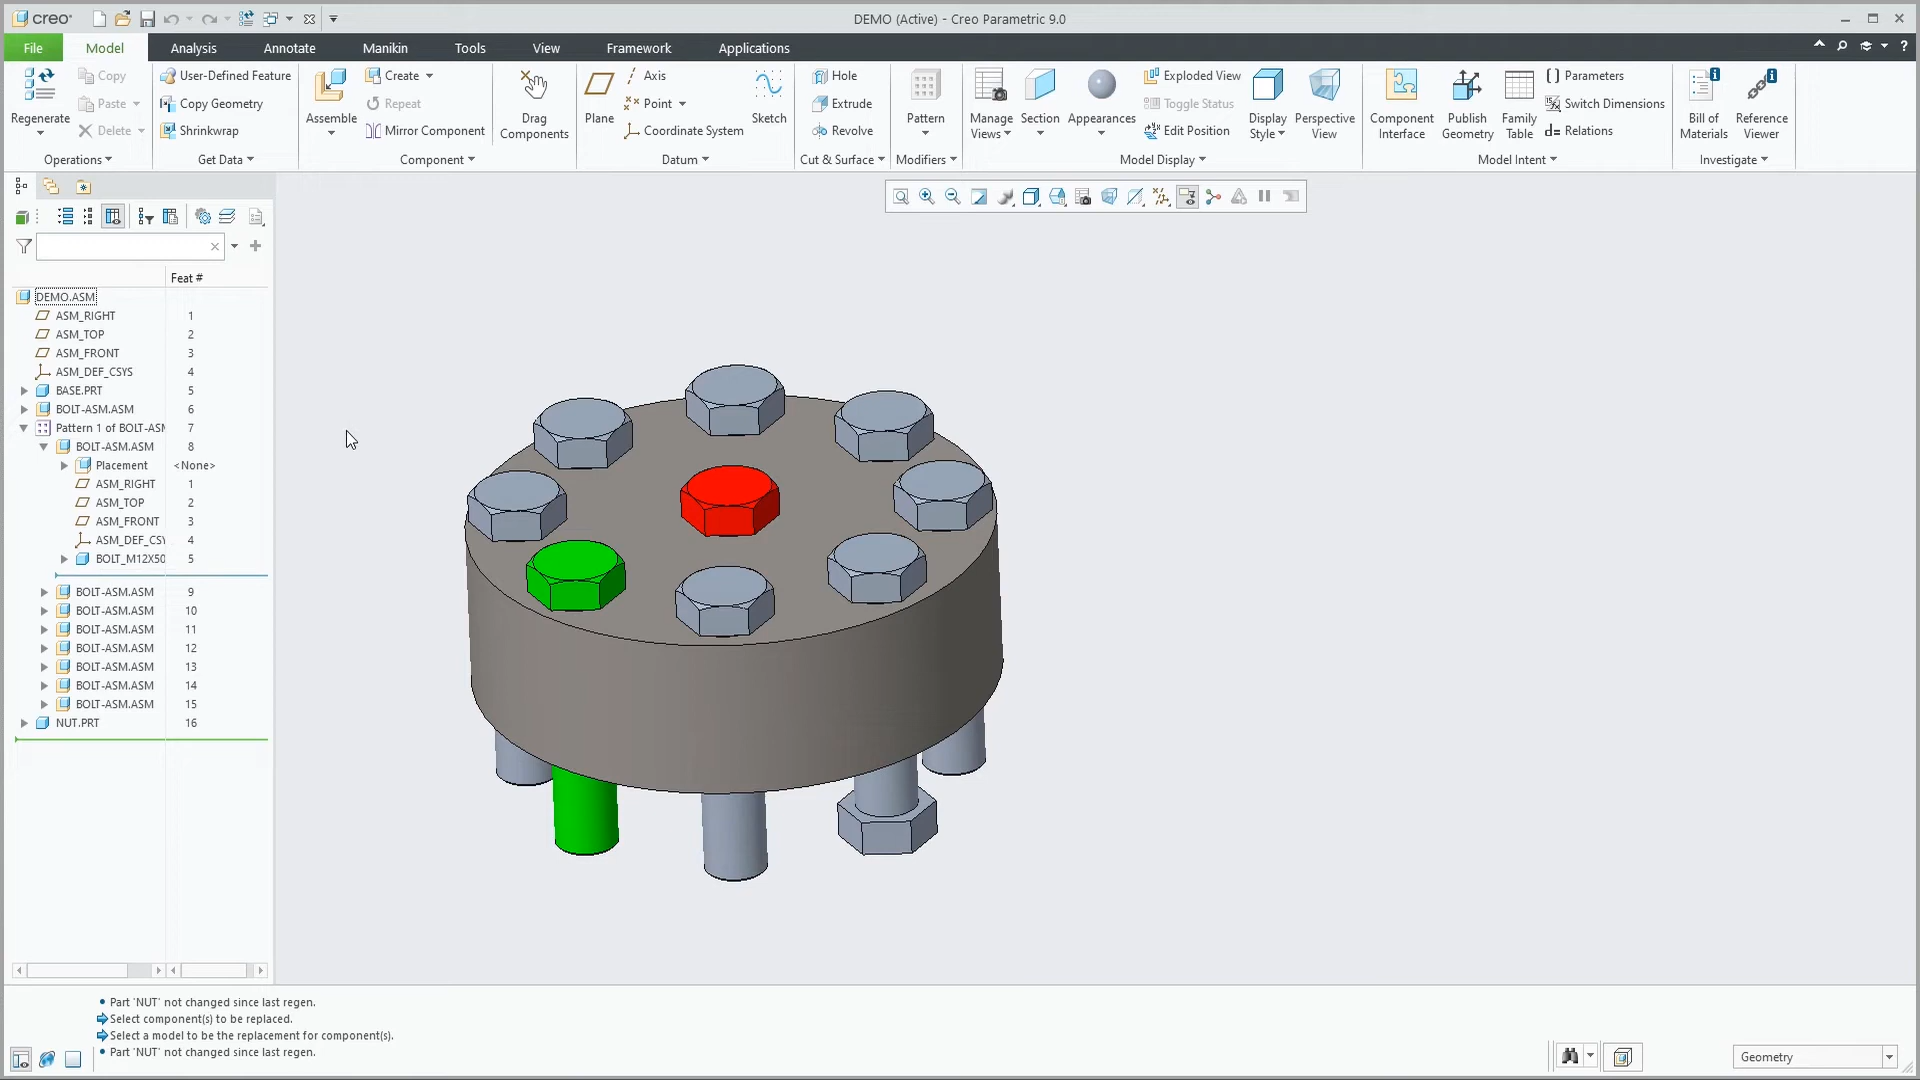 creo
DEMO (Active) - Creo Parametric 9.0
File Model Analysis Annotate Manikin Tools View Framework Applications
Regenerate
Copy
Paste
Delete
Operations
User-Defined Feature
Copy Geometry
Shrinkwrap
Get Data
Assemble
Create
Repeat
Mirror Component
Component
Drag
Components
Plane
Axis
Point
Coordinate System
Sketch
Datum
Hole
Extrude
Revolve
Cut & Surface
Pattern
Modifiers
Manage
Views
Section
Appearances
Exploded View
Toggle Status
Edit Position
Display
Style
Perspective
View
Model Display
Component
Interface
Publish
Geometry
Family
Table
Parameters
Switch Dimensions
Relations
Model Intent
Bill of
Materials
Reference
Viewer
Investigate
Feat #
DEMO.ASM
ASM_RIGHT 1
ASM_TOP 2
ASM_FRONT 3
ASM_DEF_CSYS 4
BASE.PRT 5
BOLT-ASM.ASM 6
Pattern 1 of BOLT-ASM 7
BOLT-ASM.ASM 8
Placement <None>
ASM_RIGHT 1
ASM_TOP 2
ASM_FRONT 3
ASM_DEF_CSY 4
BOLT_M12X50 5
BOLT-ASM.ASM 9
BOLT-ASM.ASM 10
BOLT-ASM.ASM 11
BOLT-ASM.ASM 12
BOLT-ASM.ASM 13
BOLT-ASM.ASM 14
BOLT-ASM.ASM 15
NUT.PRT 16
Part 'NUT' not changed since last regen.
Select component(s) to be replaced.
Select a model to be the replacement for component(s).
Part 'NUT' not changed since last regen.
Geometry